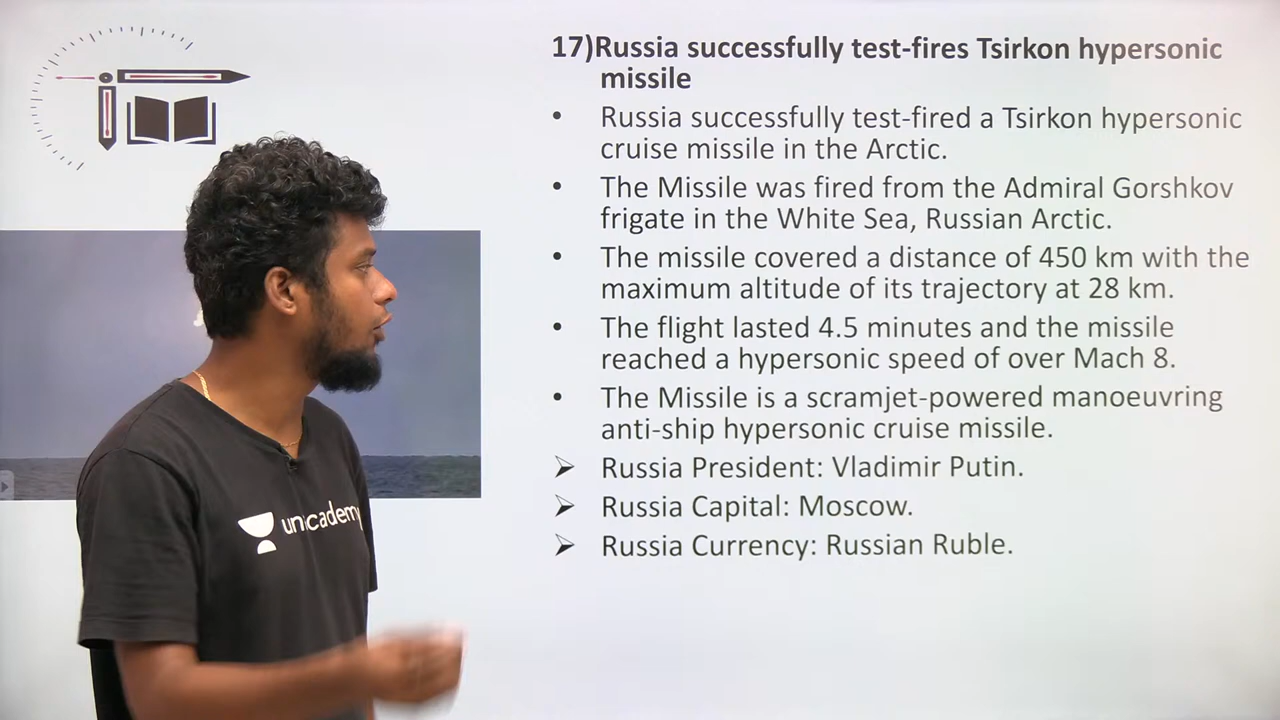 17)Russia successfully test-fires Tsirkon hypersonic
missile
• Russia successfully test-fired a Tsirkon hypersonic
cruise missile in the Arctic.
• The Missile was fired from the Admiral Gorshkov
frigate in the White Sea, Russian Arctic.
• The missile covered a distance of 450 km with the
maximum altitude of its trajectory at 28 km.
• The flight lasted 4.5 minutes and the missile
reached a hypersonic speed of over Mach 8.
• The Missile is a scramjet-powered manoeuvring
anti-ship hypersonic cruise missile.
➢ Russia President: Vladimir Putin.
➢ Russia Capital: Moscow.
➢ Russia Currency: Russian Ruble.
unacademy